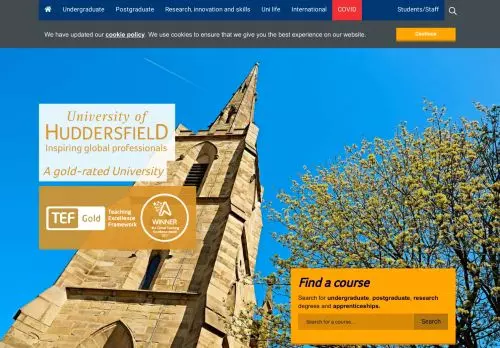 Undergraduate Postgraduate Research, innovation and skills Uni life International COVID Students/Staff
We have updated our cookie policy. We use cookies to ensure that we give you the best experience on our website. Continue
University of
HUDDERSFIELD
Inspiring global professionals
A gold-rated University
TEF Gold
Teaching
Excellence
Framework
WINNER
Find a course
Search for undergraduate, postgraduate, research
degrees and apprenticeships.
Search for a course... Search